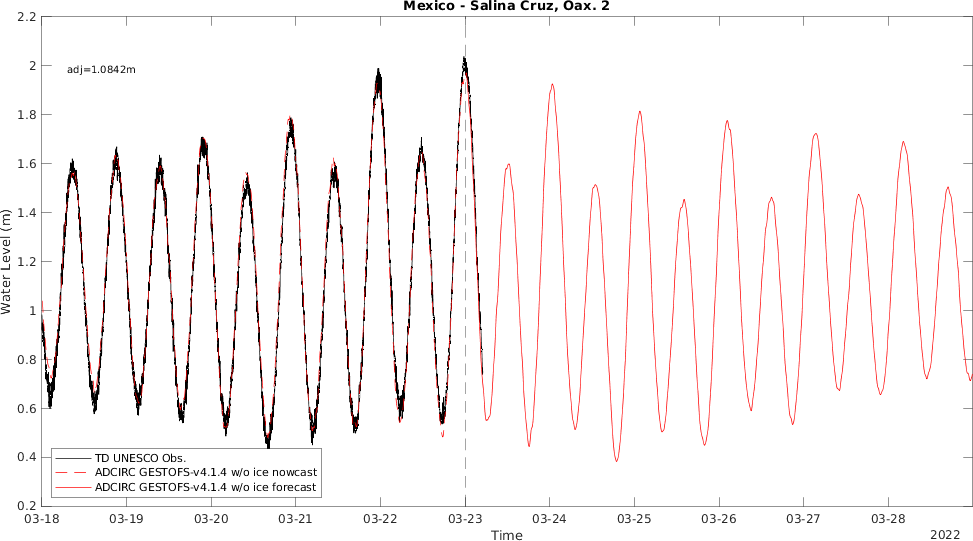 Mexico - Salina Cruz, Oax. 2
2.2
2
1.8
1.6
1.4
1.2
1
0.8
0.6
0.4
0.2
Water Level (m)
adj=1.0842m
TD UNESCO Obs.
ADCIRC GESTOFS-v4.1.4 w/o ice nowcast
ADCIRC GESTOFS-v4.1.4 w/o ice forecast
03-18 03-19 03-20 03-21 03-22 03-23 03-24 03-25 03-26 03-27 03-28
Time
2022